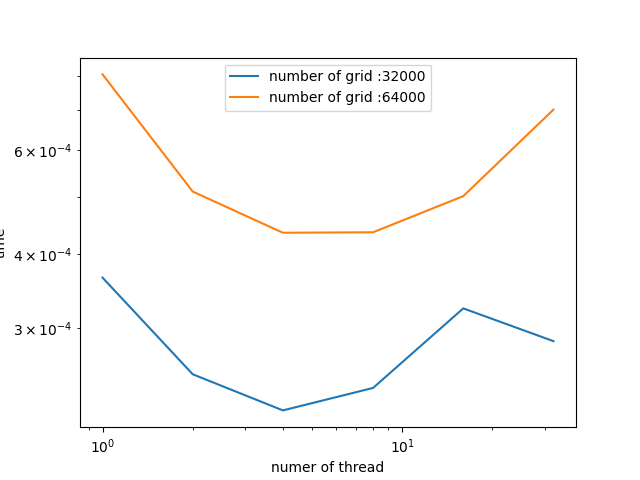 number of grid :32000
number of grid :64000
6 × 10⁻⁴
4 × 10⁻⁴
3 × 10⁻⁴
10⁰
10¹
numer of thread